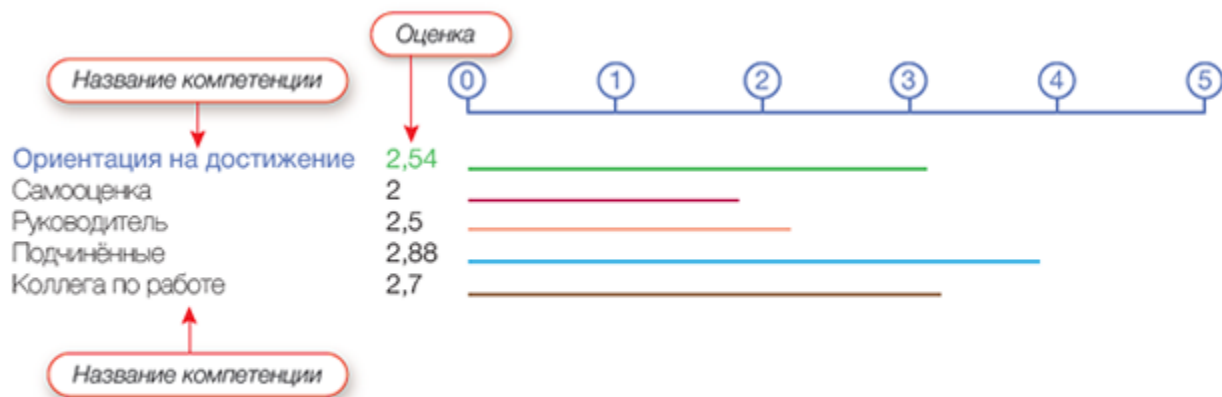 Оценка
Название компетенции
0 1 2 3 4 5
Ориентация на достижение 2,54
Самооценка 2
Руководитель 2,5
Подчинённые 2,88
Коллега по работе 2,7
Название компетенции